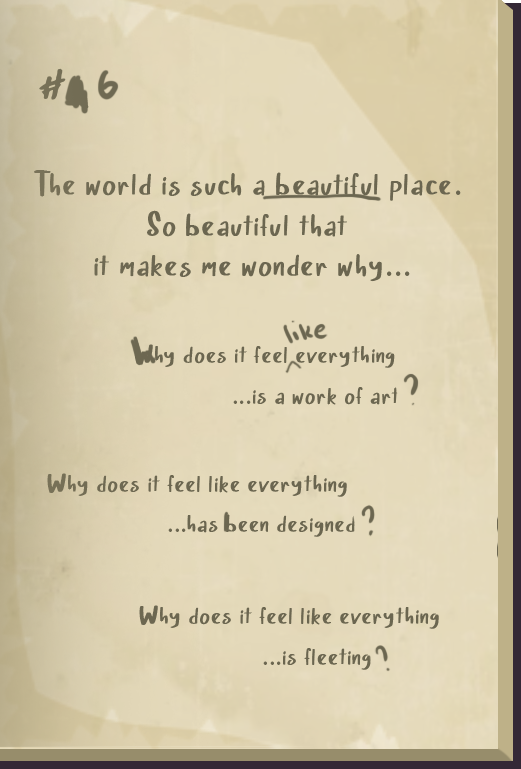 #6
The world is such a beautiful place.
So beautiful that
it makes me wonder why...
Why does it feel like everything
...is a work of art?
Why does it feel like everything
...has been designed?
Why does it feel like everything
...is fleeting?